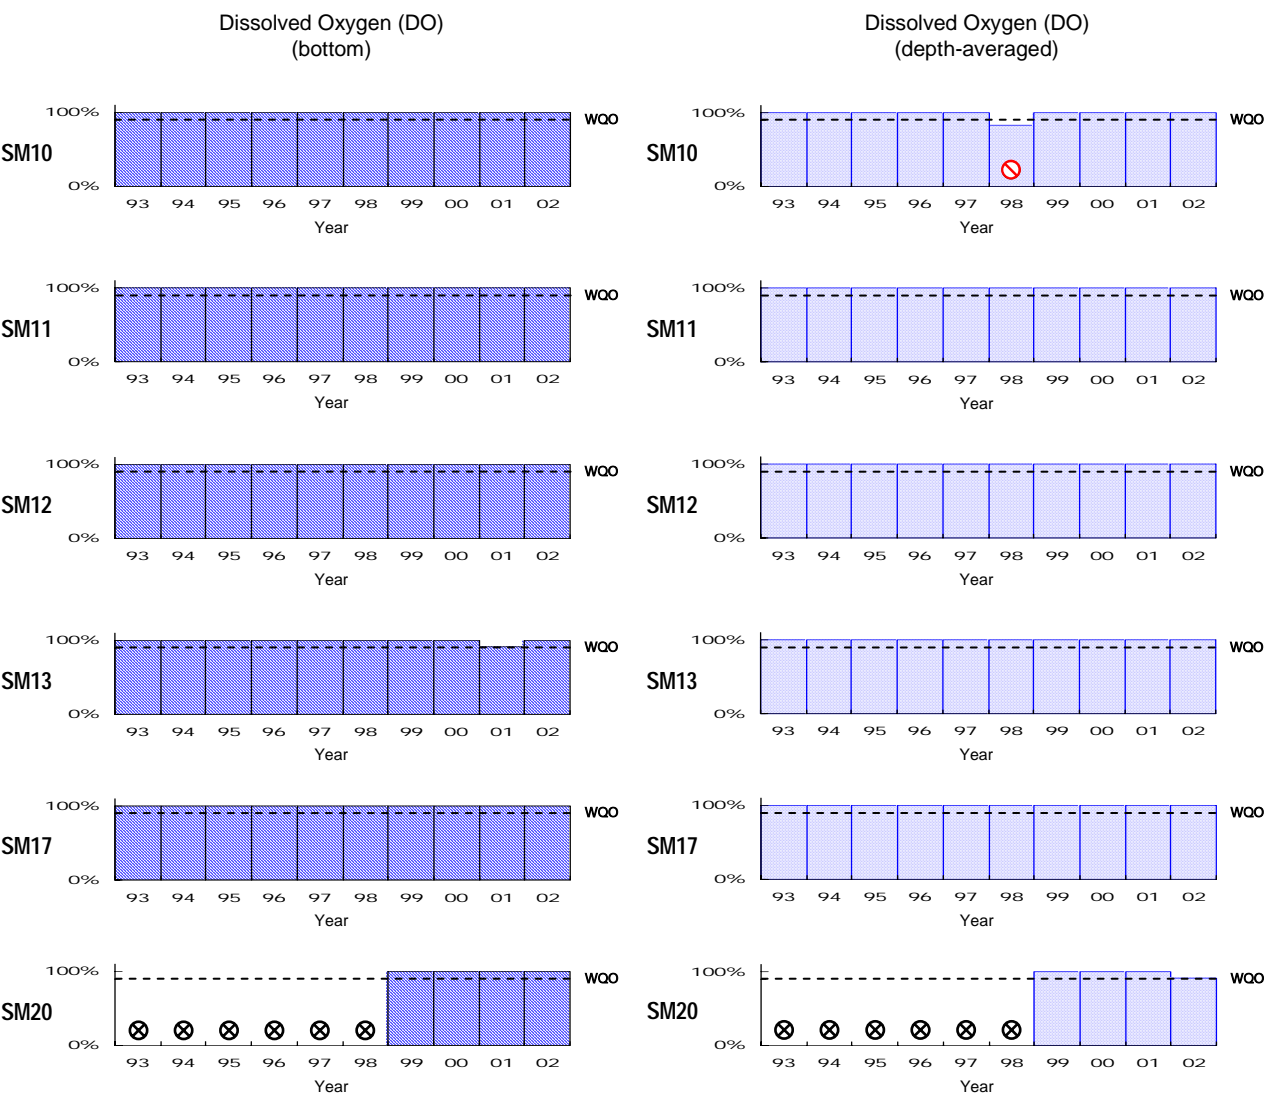 Dissolved Oxygen (DO)
(bottom)
Dissolved Oxygen (DO)
(depth-averaged)
SM10
100%
0%
WQO
93 94 95 96 97 98 99 00 01 02
Year
SM10
100%
0%
WQO
93 94 95 96 97 98 99 00 01 02
Year
SM11
100%
0%
WQO
93 94 95 96 97 98 99 00 01 02
Year
SM11
100%
0%
WQO
93 94 95 96 97 98 99 00 01 02
Year
SM12
100%
0%
WQO
93 94 95 96 97 98 99 00 01 02
Year
SM12
100%
0%
WQO
93 94 95 96 97 98 99 00 01 02
Year
SM13
100%
0%
WQO
93 94 95 96 97 98 99 00 01 02
Year
SM13
100%
0%
WQO
93 94 95 96 97 98 99 00 01 02
Year
SM17
100%
0%
WQO
93 94 95 96 97 98 99 00 01 02
Year
SM17
100%
0%
WQO
93 94 95 96 97 98 99 00 01 02
Year
SM20
100%
0%
WQO
93 94 95 96 97 98 99 00 01 02
Year
SM20
100%
0%
WQO
93 94 95 96 97 98 99 00 01 02
Year